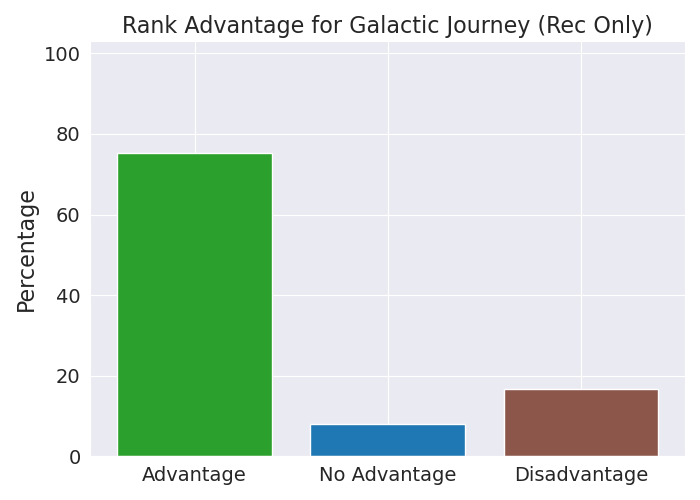 Rank Advantage for Galactic Journey (Rec Only)
Percentage
100
80
60
40
20
0
Advantage
No Advantage
Disadvantage